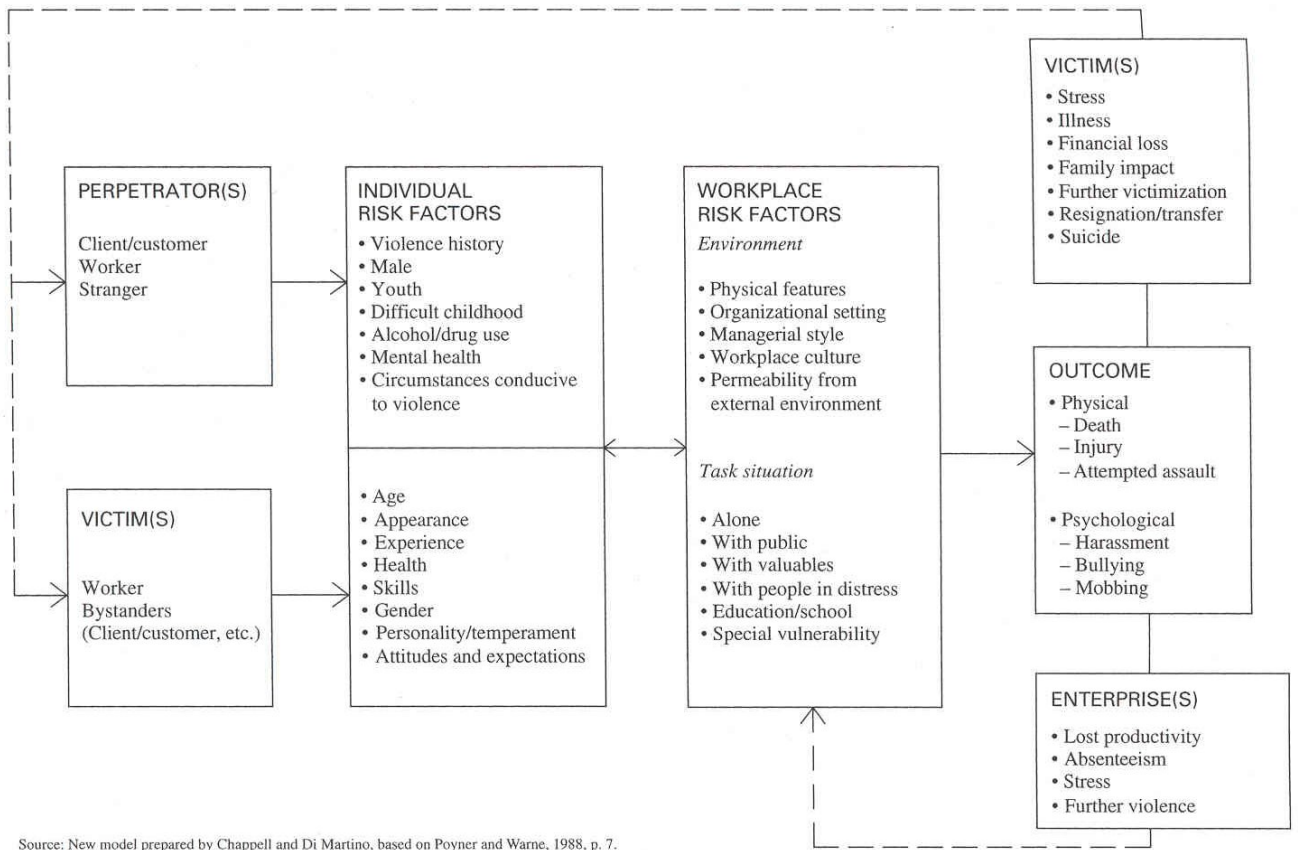 PERPETRATOR(S)
Client/customer
Worker
Stranger
VICTIM(S)
Worker
Bystanders
(Client/customer, etc.)
INDIVIDUAL
RISK FACTORS
• Violence history
• Male
• Youth
• Difficult childhood
• Alcohol/drug use
• Mental health
• Circumstances conducive
to violence
• Age
• Appearance
• Experience
• Health
• Skills
• Gender
• Personality/temperament
• Attitudes and expectations
WORKPLACE
RISK FACTORS
Environment
• Physical features
• Organizational setting
• Managerial style
• Workplace culture
• Permeability from
external environment
Task situation
• Alone
• With public
• With valuables
• With people in distress
• Education/school
• Special vulnerability
VICTIM(S)
• Stress
• Illness
• Financial loss
• Family impact
• Further victimization
• Resignation/transfer
• Suicide
OUTCOME
• Physical
– Death
– Injury
– Attempted assault
• Psychological
– Harassment
– Bullying
– Mobbing
ENTERPRISE(S)
• Lost productivity
• Absenteeism
• Stress
• Further violence
Source: New model prepared by Chappell and Di Martino, based on Poyner and Warne, 1988, p. 7.